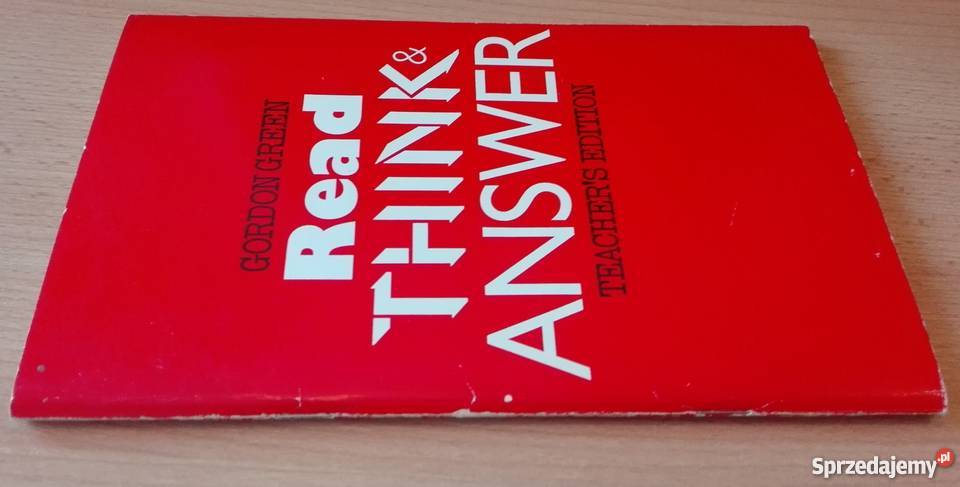 GORDON GREEN
Read
THINK &
ANSWER
TEACHER'S EDITION
Sprzedajemy.pl